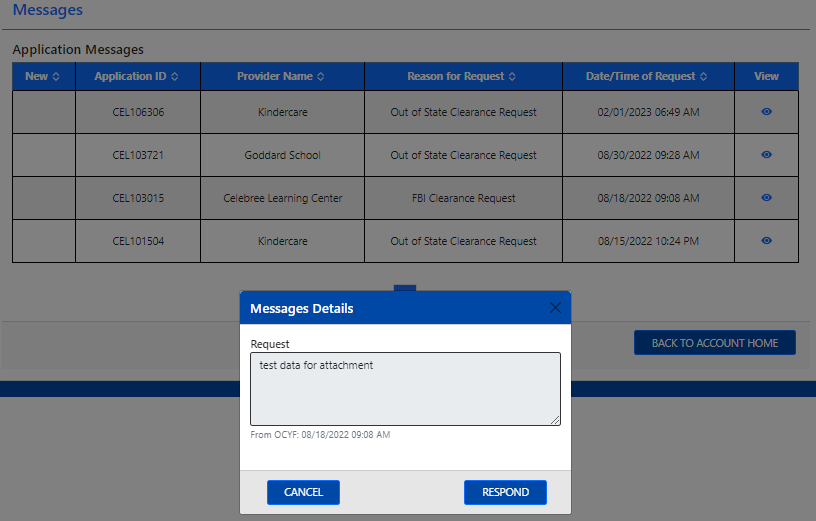 Messages
Application Messages
New Application ID Provider Name Reason for Request Date/Time of Request View
CEL106306 Kindercare Out of State Clearance Request 02/01/2023 06:49 AM
CEL103721 Goddard School Out of State Clearance Request 08/30/2022 09:28 AM
CEL103015 Celebree Learning Center FBI Clearance Request 08/18/2022 09:08 AM
CEL101504 Kindercare Out of State Clearance Request 08/15/2022 10:24 PM
Messages Details
Request
test data for attachment
From OCYF: 08/18/2022 09:08 AM
CANCEL RESPOND
BACK TO ACCOUNT HOME